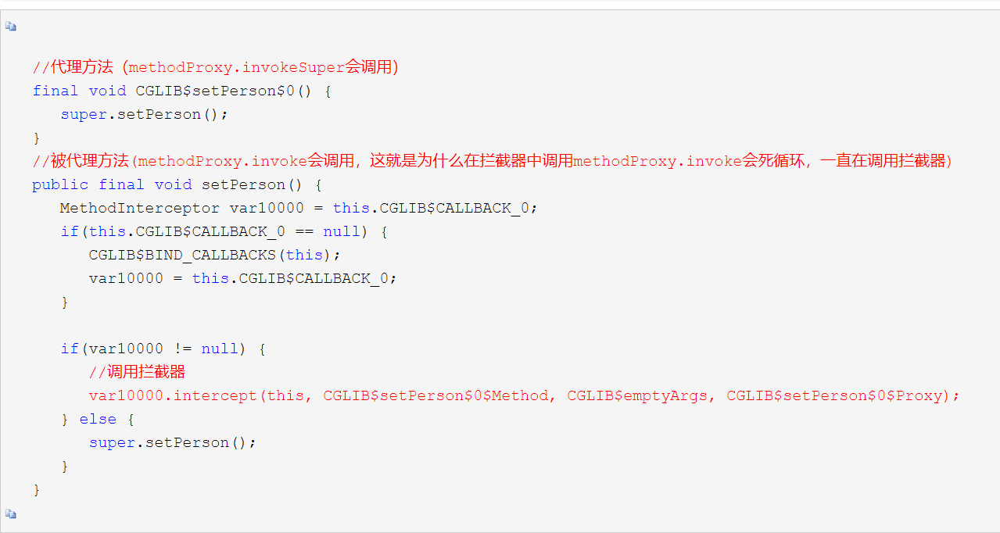 //代理方法（methodProxy.invokeSuper会调用）
final void CGLIB$setPerson$0() {
   super.setPerson();
}
//被代理方法(methodProxy.invoke会调用，这就是为什么在拦截器中调用methodProxy.invoke会死循环，一直在调用拦截器)
public final void setPerson() {
   MethodInterceptor var10000 = this.CGLIB$CALLBACK_0;
   if(this.CGLIB$CALLBACK_0 == null) {
      CGLIB$BIND_CALLBACKS(this);
      var10000 = this.CGLIB$CALLBACK_0;
   }

   if(var10000 != null) {
      //调用拦截器
      var10000.intercept(this, CGLIB$setPerson$0$Method, CGLIB$emptyArgs, CGLIB$setPerson$0$Proxy);
   } else {
      super.setPerson();
   }
}